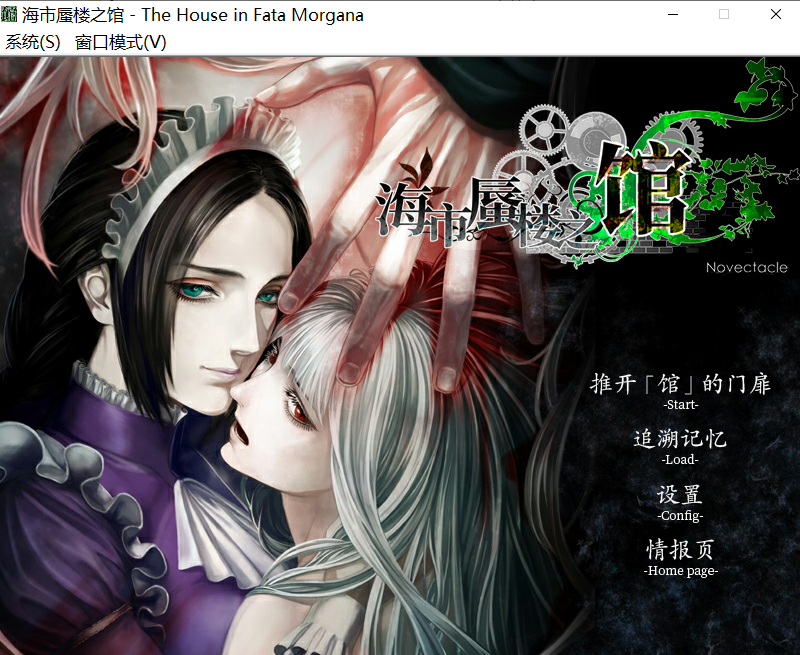 海市蜃楼之馆 - The House in Fata Morgana
系统(S) 窗口模式(V)
海市蜃楼之馆
Novectacle
推开「馆」的门扉
-Start-
追溯记忆
-Load-
设置
-Config-
情报页
-Home page-